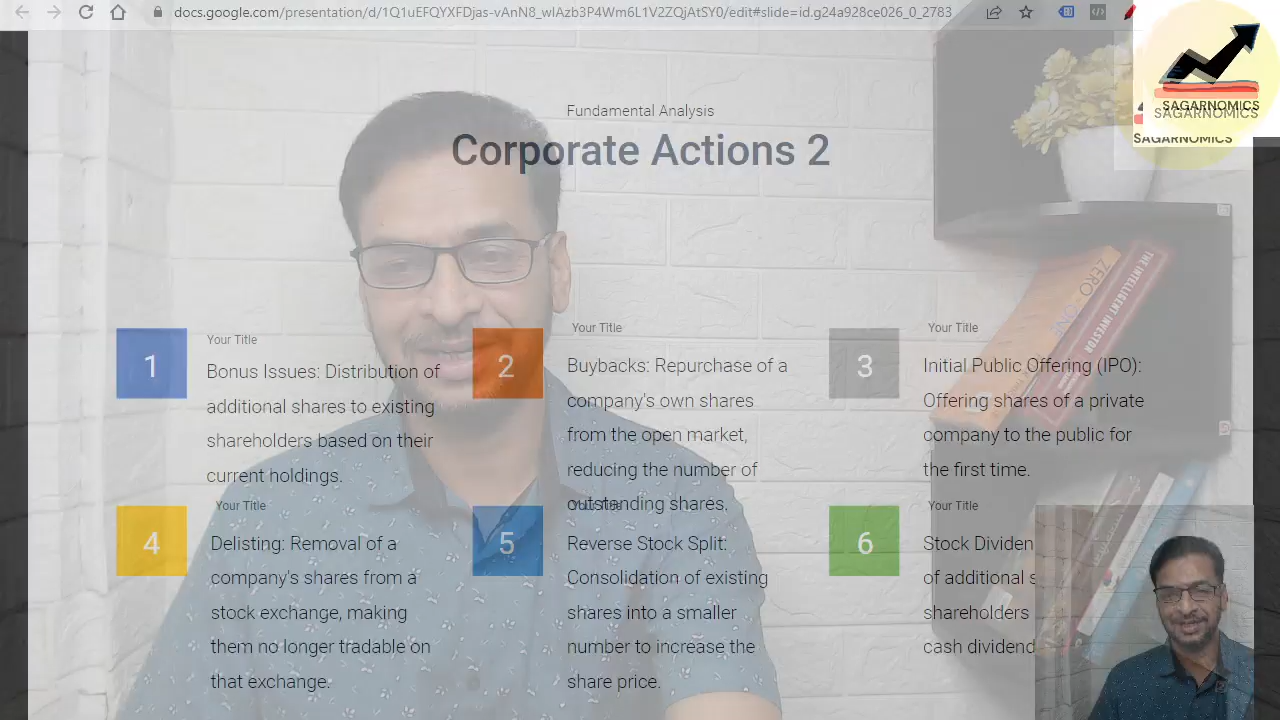 docs.google.com/presentation/d/1Q1uEFQYXFDjas-vAnN8_wlAzb3P4Wm6L1V2ZQjAtSY0/edit#slide=id.g24a928ce026_0_2783
SAGARNOMICS
SAGARNOMICS
SAGARNOMICS
Fundamental Analysis
Corporate Actions 2
1
Your Title
Bonus Issues: Distribution of
additional shares to existing
shareholders based on their
current holdings.
2
Your Title
Buybacks: Repurchase of a
company's own shares
from the open market,
reducing the number of
outstanding shares.
3
Your Title
Initial Public Offering (IPO):
Offering shares of a private
company to the public for
the first time.
ZERO
ONE
THE INTELLIGENT INVESTOR
4
Your Title
Delisting: Removal of a
company's shares from a
stock exchange, making
them no longer tradable on
that exchange.
5
Reverse Stock Split:
Consolidation of existing
shares into a smaller
number to increase the
share price.
6
Your Title
Stock Dividen
of additional s
shareholders
cash dividend